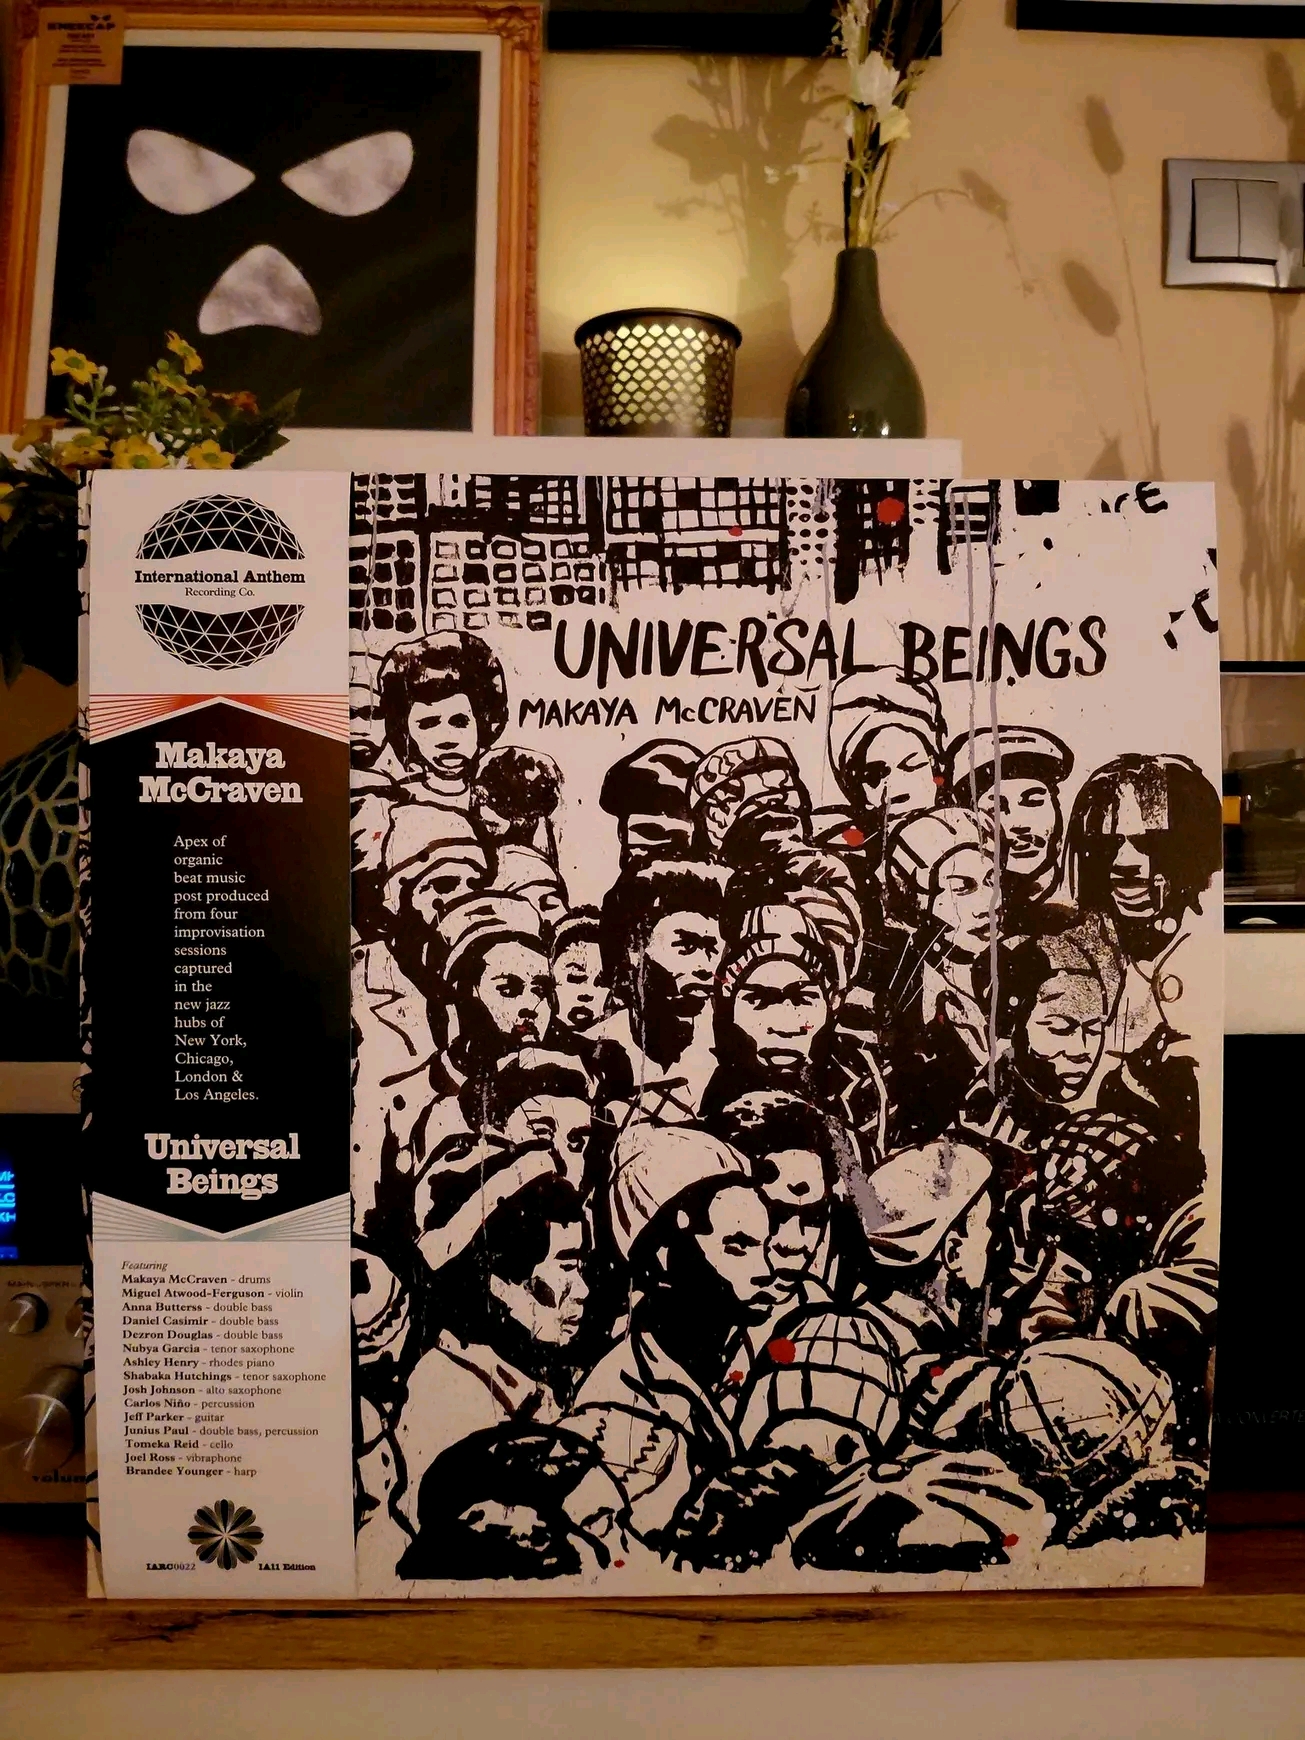 KNEECAP
International Anthem
Recording Co.
UNIVERSAL BEINGS
MAKAYA McCRAVEN
Makaya
McCraven
Apex of
organic
beat music
post produced
from four
improvisation
sessions
captured
in the
new jazz
hubs of
New York,
Chicago,
London &
Los Angeles.
Universal
Beings
Featuring
Makaya McCraven - drums
Miguel Atwood-Ferguson - violin
Anna Butterss - double bass
Daniel Casimir - double bass
Dezron Douglas - double bass
Nubya Garcia - tenor saxophone
Ashley Henry - rhodes piano
Shabaka Hutchings - tenor saxophone
Josh Johnson - alto saxophone
Carlos Niño - percussion
Jeff Parker - guitar
Junius Paul - double bass, percussion
Tomeka Reid - cello
Joel Ross - vibraphone
Brandee Younger - harp
IARC0022
IA11 Edition